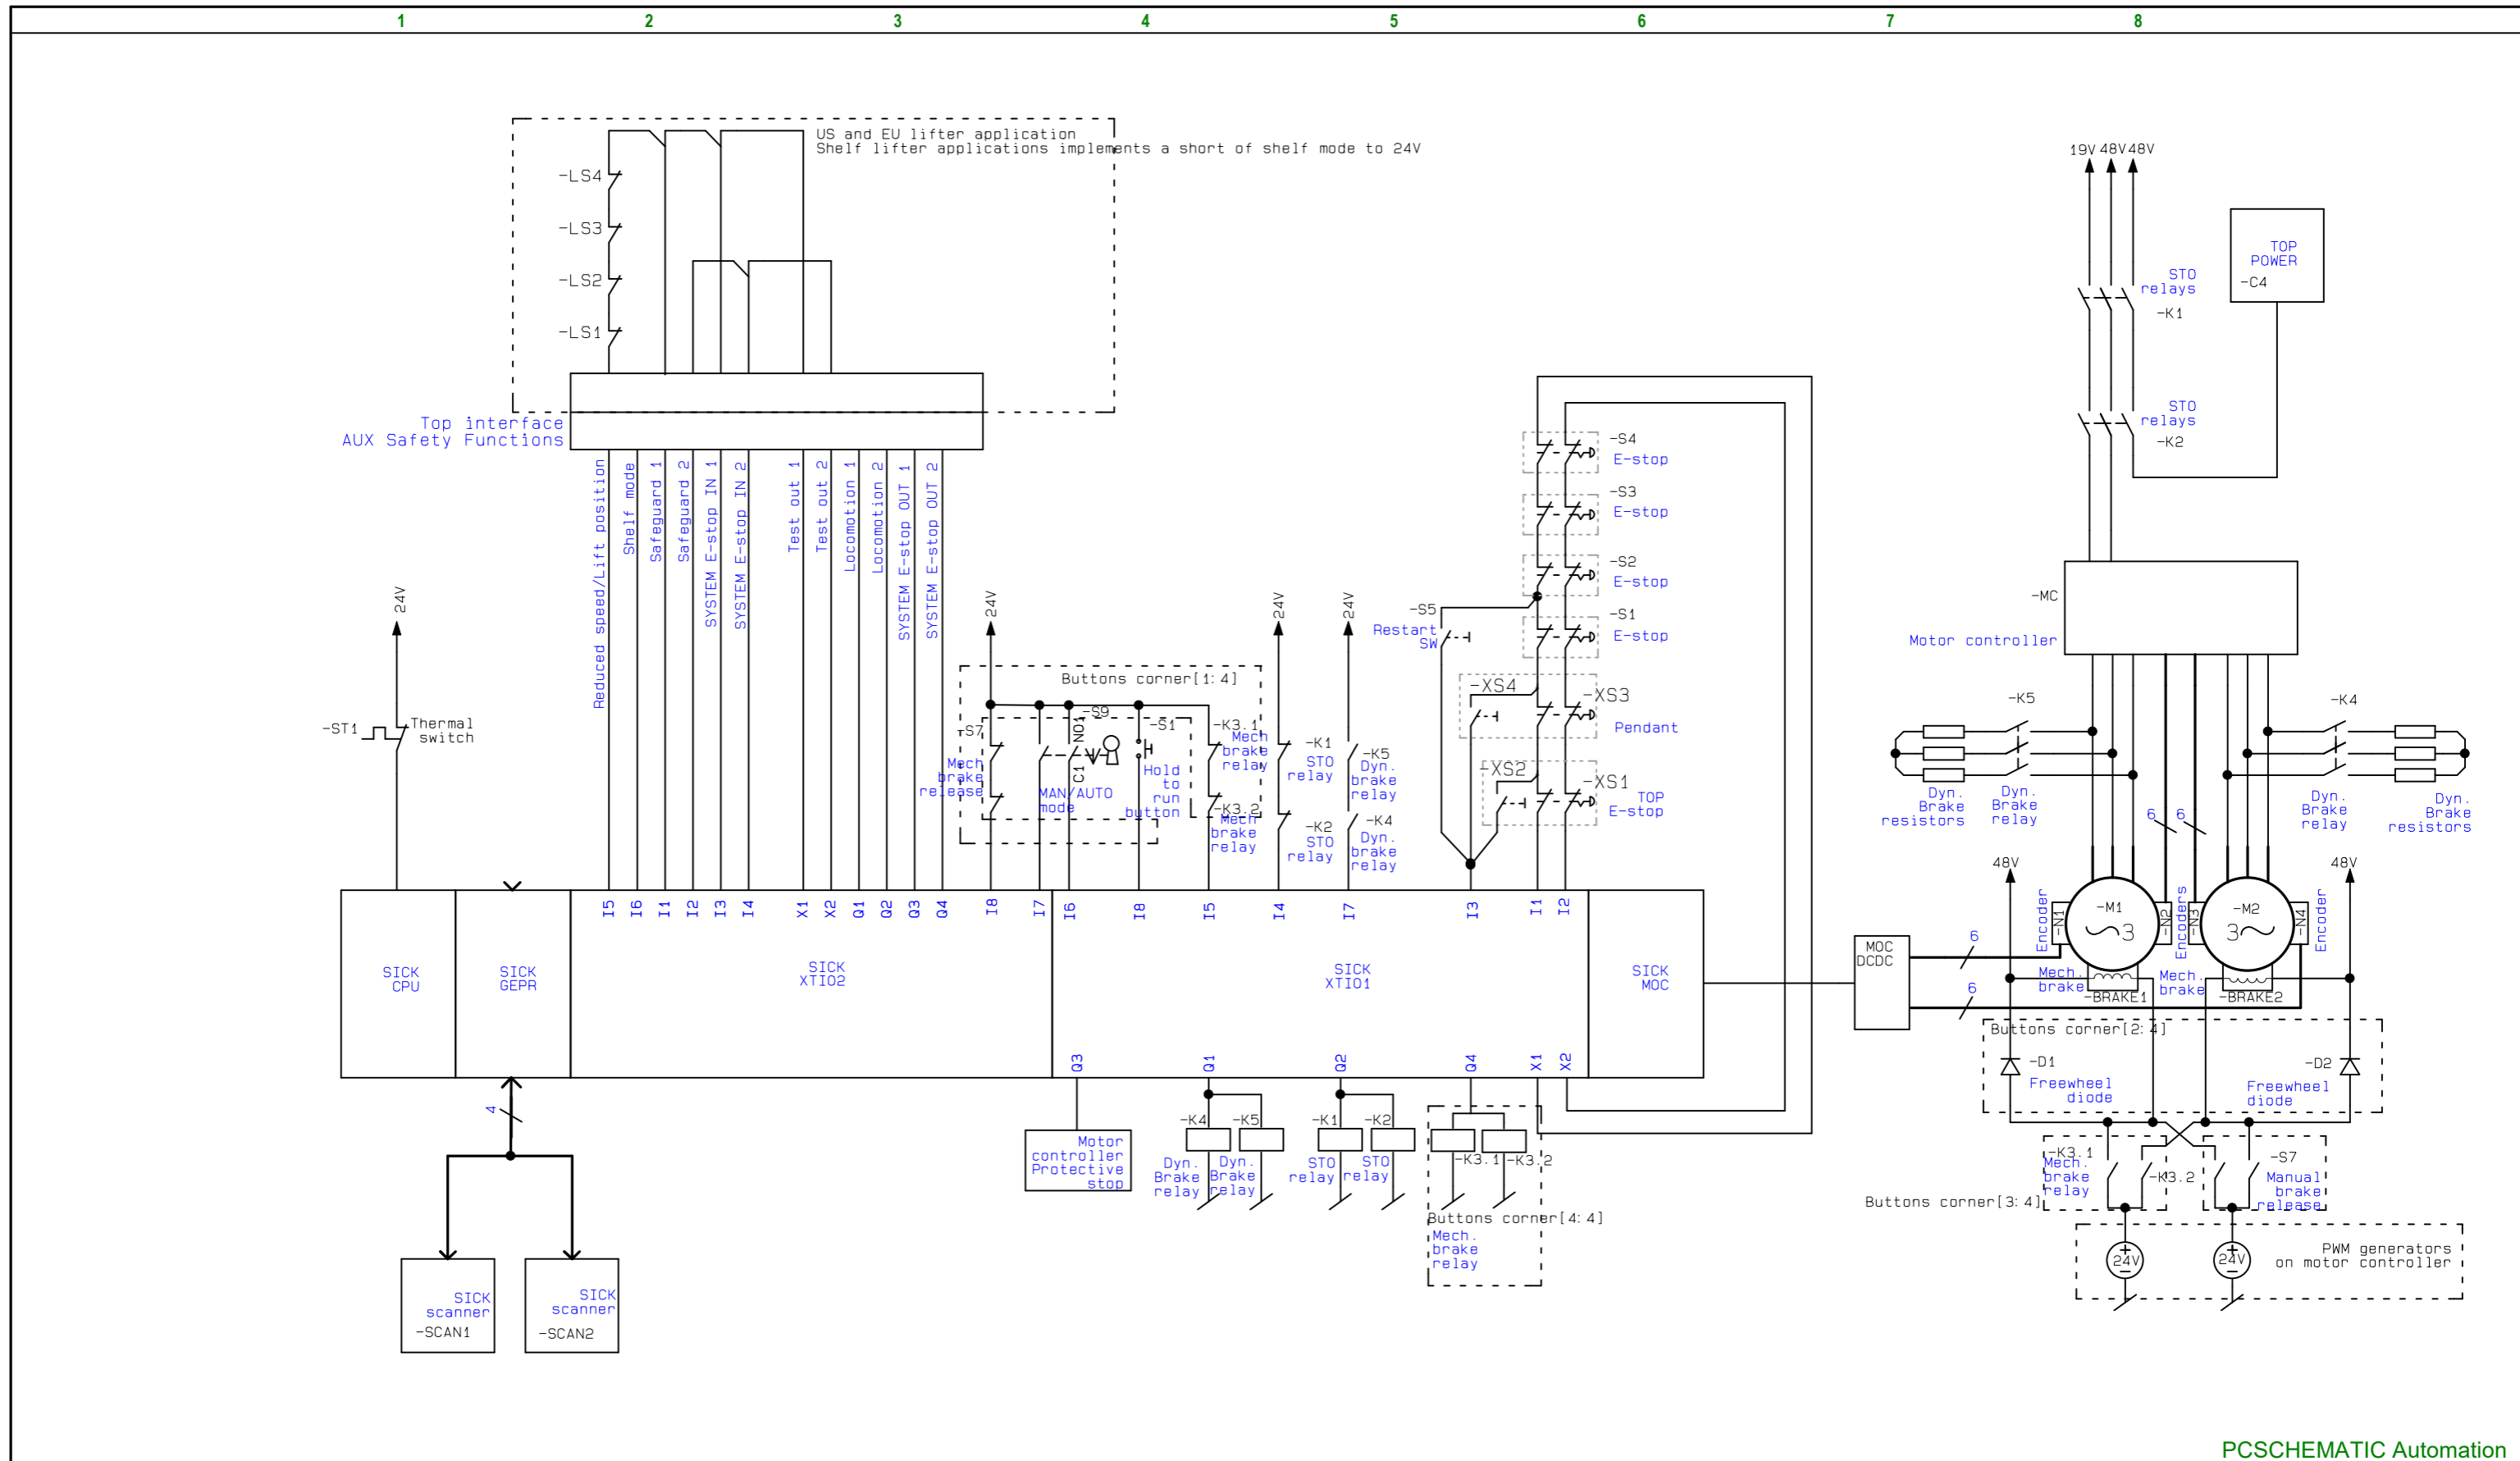 1 2 3 4 5 6 7 8
US and EU lifter application
Shelf lifter applications implements a short of shelf mode to 24V
-LS4
-LS3
-LS2
-LS1
Top interface
AUX Safety Functions
Reduced speed/Lift position
Shelf mode
Safeguard 1
Safeguard 2
SYSTEM E-stop IN 1
SYSTEM E-stop IN 2
Test out 1
Test out 2
Locomotion 1
Locomotion 2
SYSTEM E-stop OUT 1
SYSTEM E-stop OUT 2
24V
-ST1
Thermal
switch
24V
Buttons corner[1:4]
-S7
Mech
brake
release
-S9
NO1
C1
MAN/AUTO
mode
-S1
Hold
to
run
button
-K3.1
Mech
brake
relay
-K3.2
Mech
brake
relay
24V
-K1
STO
relay
-K2
STO
relay
24V
-K5
Dyn.
brake
relay
-K4
Dyn.
brake
relay
-S5
Restart
SW
-S4
E-stop
-S3
E-stop
-S2
E-stop
-S1
E-stop
-XS4
-XS3
Pendant
-XS2
-XS1
TOP
E-stop
SICK
CPU
SICK
GEPR
I5 I6 I1 I2 I3 I4 X1 X2 Q1 Q2 Q3 Q4 I8 I7
SICK
XTIO2
I6 I8 I5 I4 I7 I3 I1 I2
SICK
XTIO1
Q3 Q1 Q2 Q4 X1 X2
SICK
MOC
4
SICK
scanner
-SCAN1
SICK
scanner
-SCAN2
Motor
controller
Protective
stop
-K4
Dyn.
Brake
relay
-K5
Dyn.
Brake
relay
-K1
STO
relay
-K2
STO
relay
-K3.1
-K3.2
Buttons corner[4:4]
Mech.
brake
relay
19V 48V 48V
STO
relays
-K1
TOP
POWER
-C4
STO
relays
-K2
-MC
Motor controller
-K5
Dyn.
Brake
resistors
Dyn.
Brake
relay
-K4
Dyn.
Brake
relay
Dyn.
Brake
resistors
6 6
48V
48V
MOC
DCDC
6
6
Encoder
-N1
-M1
3
-N2
Encoders
-N3
-M2
3
-N4
Encoder
Mech.
brake
-BRAKE1
Mech.
brake
-BRAKE2
Buttons corner[2:4]
-D1
Freewheel
diode
-D2
Freewheel
diode
-K3.1
Mech.
brake
relay
-K3.2
-S7
Manual
brake
release
Buttons corner[3:4]
24V
24V
PWM generators
on motor controller
PCSCHEMATIC Automation